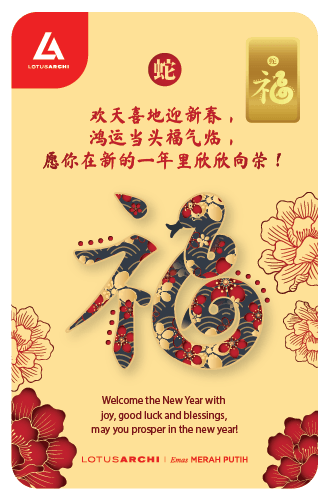 LOTUSARCHI
蛇
蛇
福
欢天喜地迎新春，
鸿运当头福气临，
愿你在新的一年里欣欣向荣！
福
Welcome the New Year with
joy, good luck and blessings,
may you prosper in the new year!
LOTUSARCHI | Emas MERAH PUTIH